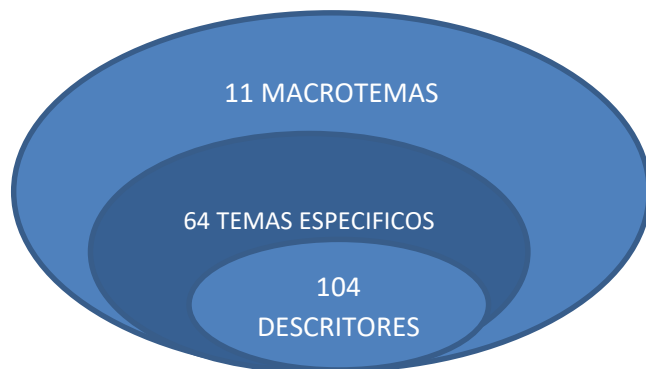 11 MACROTEMAS
64 TEMAS ESPECIFICOS
104
DESCRITORES